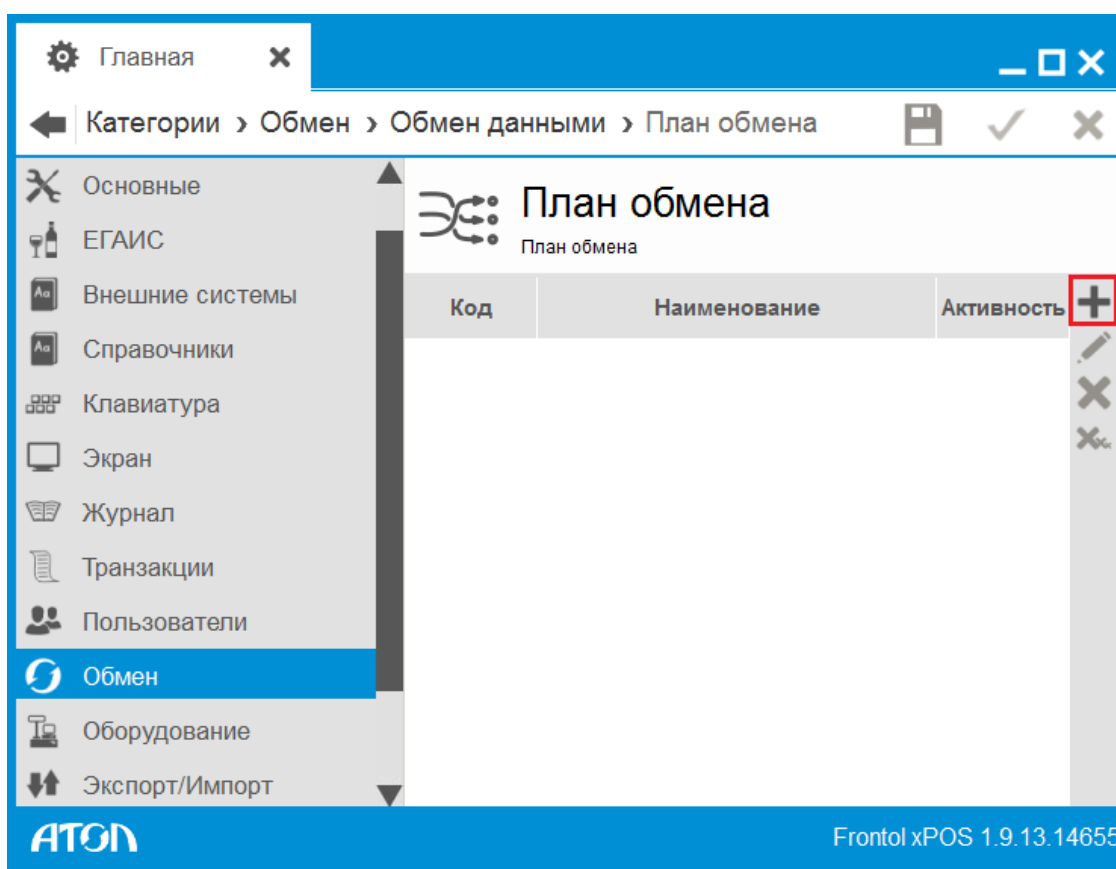 Главная
Категории › Обмен › Обмен данными › План обмена
Основные
ЕГАИС
Внешние системы
Справочники
Клавиатура
Экран
Журнал
Транзакции
Пользователи
Обмен
Оборудование
Экспорт/Импорт
План обмена
План обмена
Код Наименование Активность
АТОЛ
Frontol xPOS 1.9.13.14655